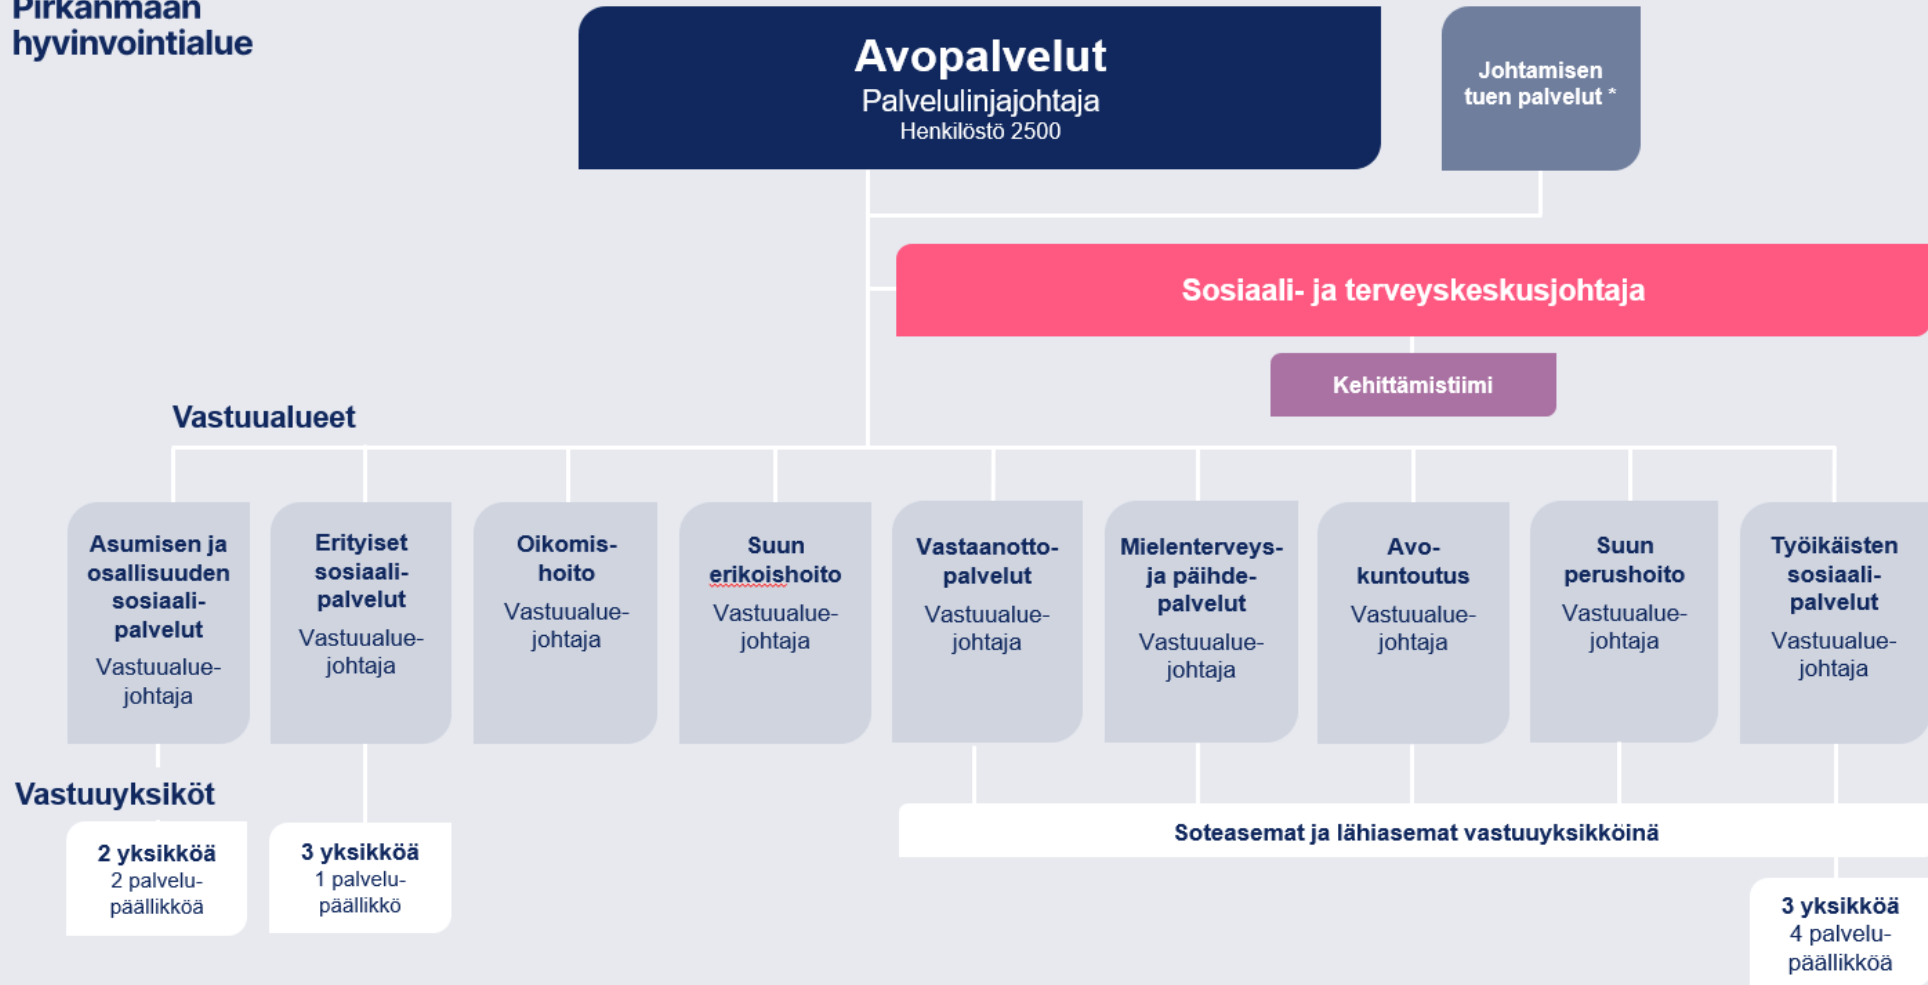 Pirkanmaan
hyvinvointialue
Avopalvelut
Palvelulinjajohtaja
Henkilöstö 2500
Johtamisen
tuen palvelut *
Sosiaali- ja terveyskeskusjohtaja
Kehittämistiimi
Vastuualueet
Asumisen ja
osallisuuden
sosiaali-
palvelut
Vastuualue-
johtaja
Erityiset
sosiaali-
palvelut
Vastuualue-
johtaja
Oikomis-
hoito
Vastuualue-
johtaja
Suun
erikoishoito
Vastuualue-
johtaja
Vastaanotto-
palvelut
Vastuualue-
johtaja
Mielenterveys-
ja päihde-
palvelut
Vastuualue-
johtaja
Avo-
kuntoutus
Vastuualue-
johtaja
Suun
perushoito
Vastuualue-
johtaja
Työikäisten
sosiaali-
palvelut
Vastuualue-
johtaja
Vastuuyksiköt
2 yksikköä
2 palvelu-
päällikköä
3 yksikköä
1 palvelu-
päällikkö
Soteasemat ja lähiasemat vastuuyksikköinä
3 yksikköä
4 palvelu-
päällikköä